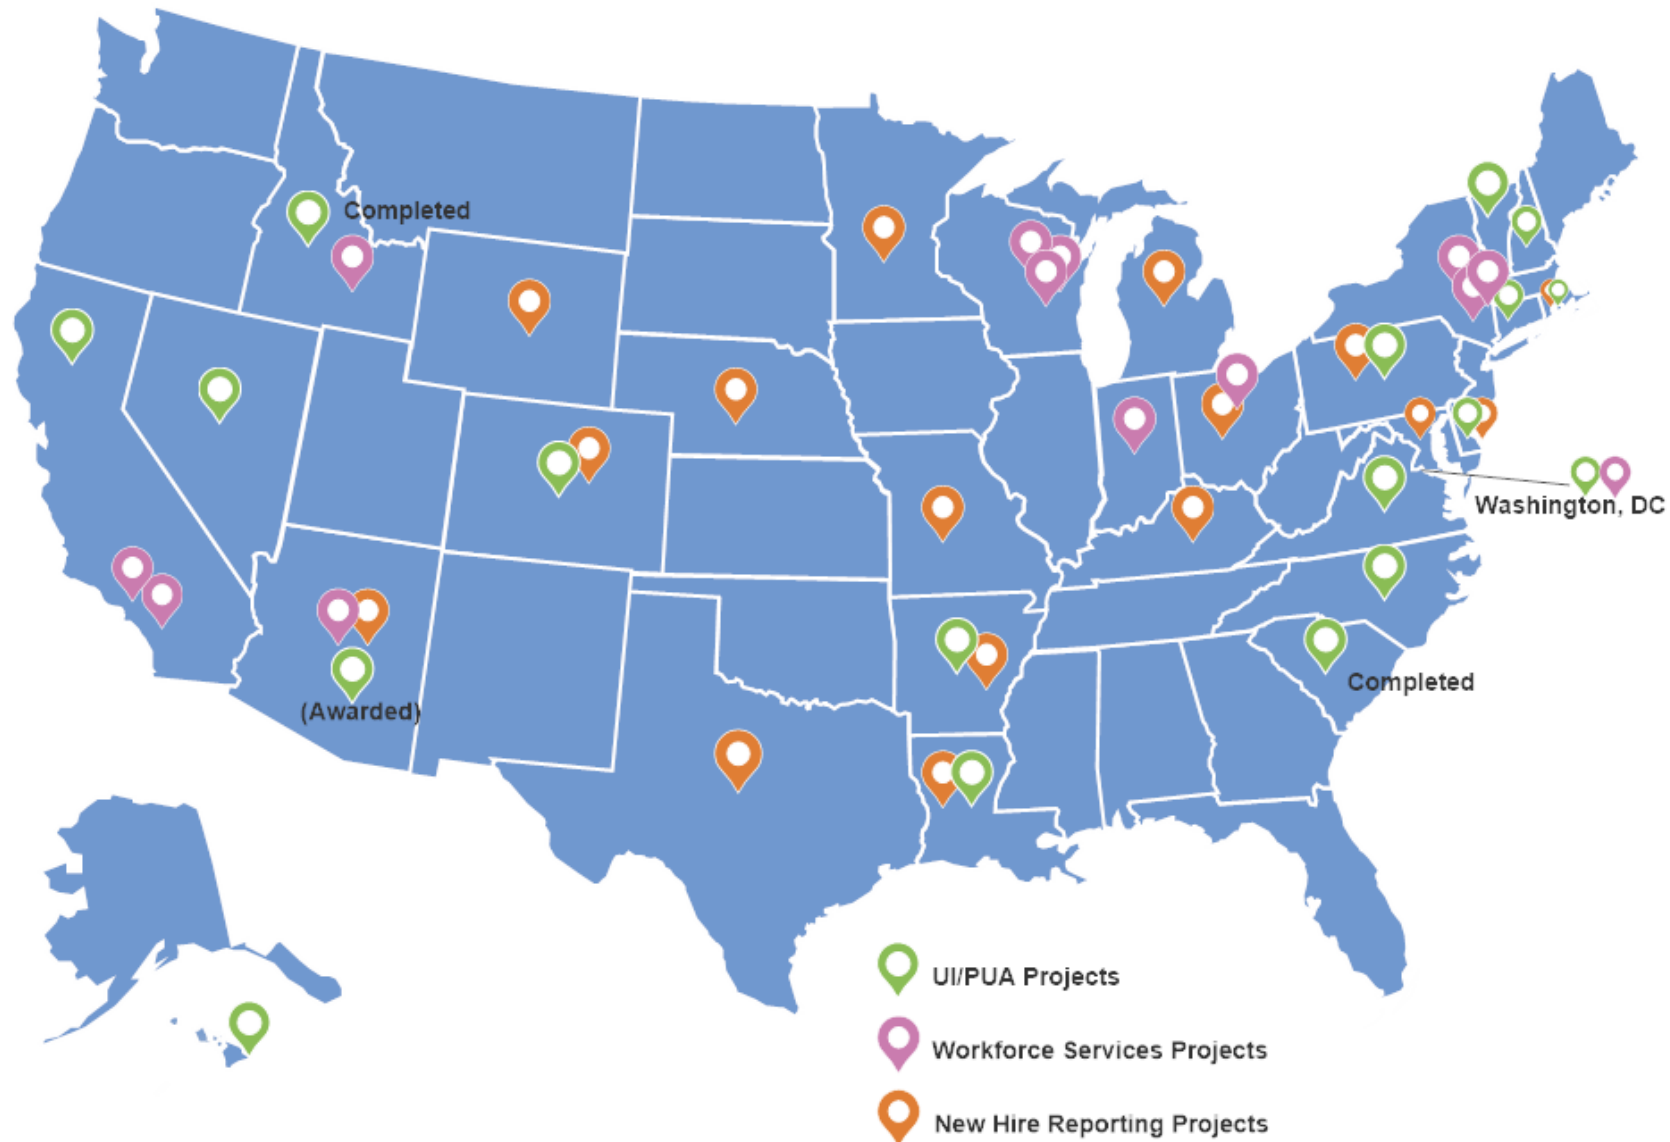 Completed
Washington, DC
Completed
(Awarded)
UI/PUA Projects
Workforce Services Projects
New Hire Reporting Projects